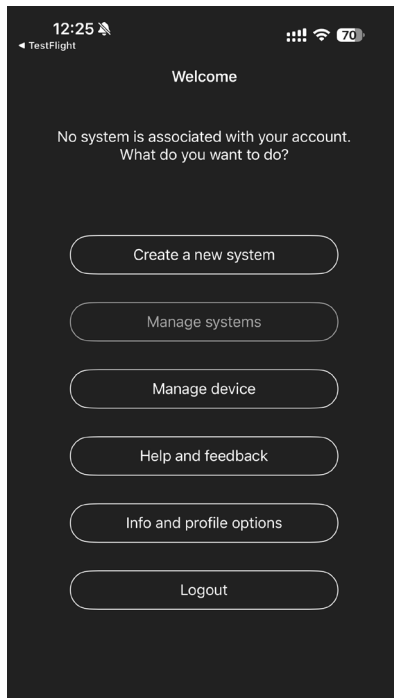 12:25
70
◀ TestFlight
Welcome
No system is associated with your account.
What do you want to do?
Create a new system
Manage systems
Manage device
Help and feedback
Info and profile options
Logout